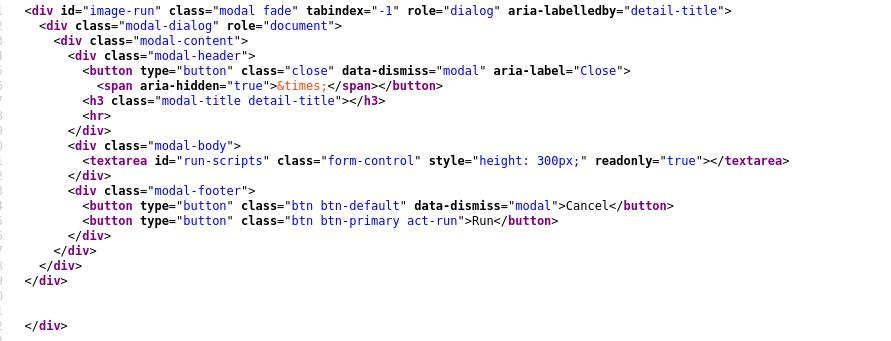 <div id="image-run" class="modal fade" tabindex="-1" role="dialog" aria-labelledby="detail-title">
<div class="modal-dialog" role="document">
<div class="modal-content">
<div class="modal-header">
<button type="button" class="close" data-dismiss="modal" aria-label="Close">
<span aria-hidden="true">&times;</span></button>
<h3 class="modal-title detail-title"></h3>
<hr>
</div>
<div class="modal-body">
<textarea id="run-scripts" class="form-control" style="height: 300px;" readonly="true"></textarea>
</div>
<div class="modal-footer">
<button type="button" class="btn btn-default" data-dismiss="modal">Cancel</button>
<button type="button" class="btn btn-primary act-run">Run</button>
</div>
</div>
</div>
</div>
</div>